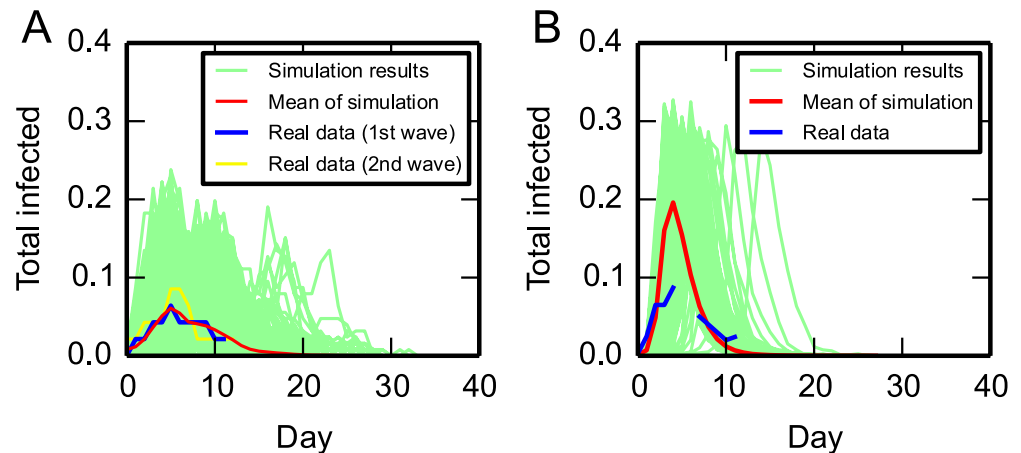 A
0.4
0.3
0.2
0.1
0.0
Total infected
0
10
20
30
40
Day
Simulation results
Mean of simulation
Real data (1st wave)
Real data (2nd wave)
B
0.4
0.3
0.2
0.1
0.0
Total infected
0
10
20
30
40
Day
Simulation results
Mean of simulation
Real data